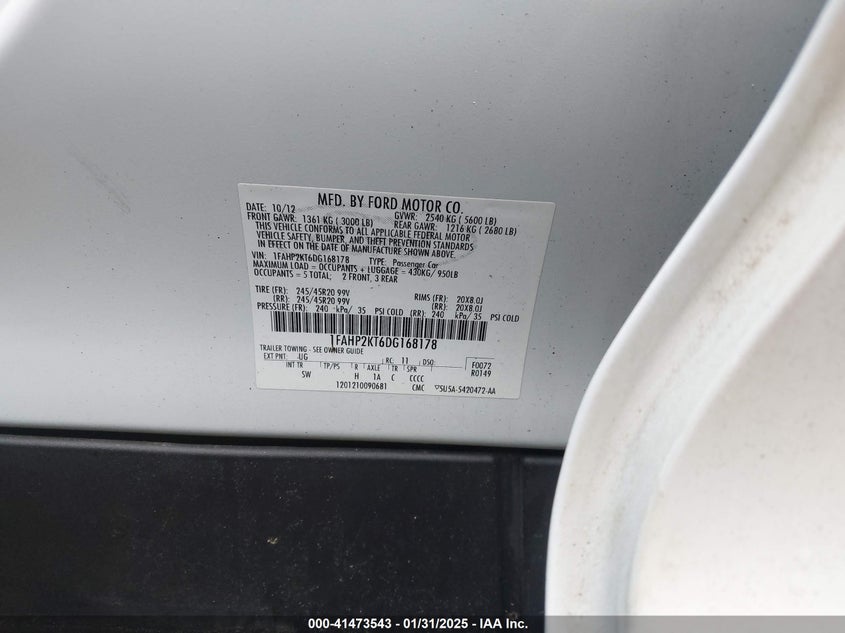 MFD. BY FORD MOTOR CO.
DATE: 10/12 GVWR: 2540 KG ( 5600 LB)
FRONT GAWR: 1361 KG ( 3000 LB) REAR GAWR: 1216 KG ( 2680 LB)
THIS VEHICLE CONFORMS TO ALL APPLICABLE FEDERAL MOTOR
VEHICLE SAFETY, BUMPER, AND THEFT PREVENTION STANDARDS
IN EFFECT ON THE DATE OF MANUFACTURE SHOWN ABOVE.
VIN: 1FAHP2KT6DG168178 TYPE: Passenger Car
MAXIMUM LOAD = OCCUPANTS + LUGGAGE = 430KG/ 950LB
OCCUPANTS = 5 TOTAL; 2 FRONT, 3 REAR
TIRE (FR): 245/45R20 99V RIMS (FR): 20X8.0J
(RR): 245/45R20 99V (RR): 20X8.0J
PRESSURE (FR): 240 kPa/ 35 PSI COLD (RR): 240 kPa/ 35 PSI COLD
1FAHP2KT6DG168178
TRAILER TOWING - SEE OWNER GUIDE
EXT PNT: UG RC: 11 DSO: F0072
INT TR TP/PS R AXLE TR SPR R0149
SW H 1A C CCCC
1201210090681 CMC 5U5A-5420472-AA
000-41473543 - 01/31/2025 - IAA Inc.